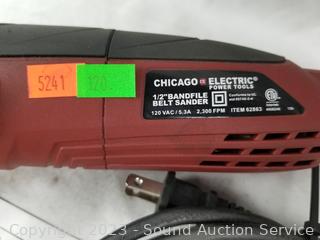 5241
120
CHICAGO ELECTRIC®
POWER TOOLS
1/2" BANDFILE
BELT SANDER
120 VAC / 5.3A 2,300 FPM
ITEM 62863
Copyright 2023 - Sound Auction Service